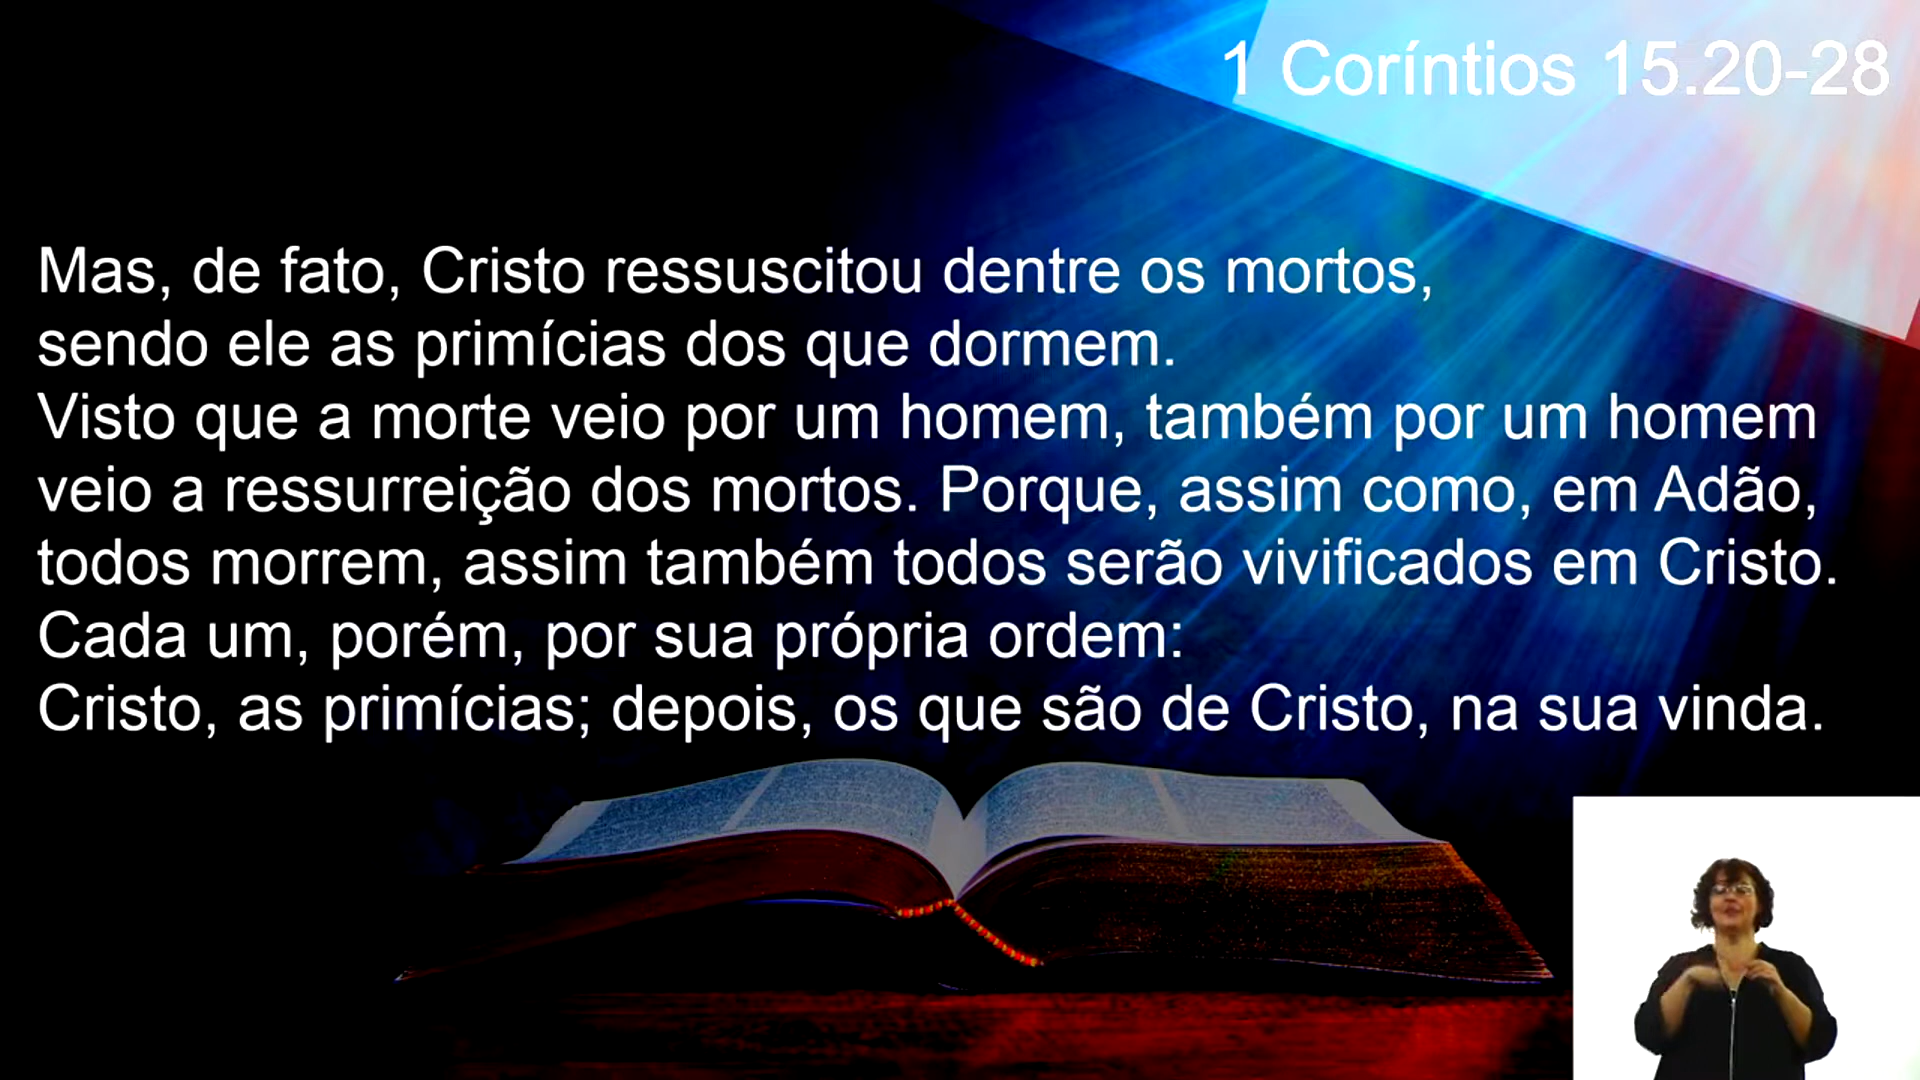 1 Coríntios 15.20-28
Mas, de fato, Cristo ressuscitou dentre os mortos,
sendo ele as primícias dos que dormem.
Visto que a morte veio por um homem, também por um homem
veio a ressurreição dos mortos. Porque, assim como, em Adão,
todos morrem, assim também todos serão vivificados em Cristo.
Cada um, porém, por sua própria ordem:
Cristo, as primícias; depois, os que são de Cristo, na sua vinda.